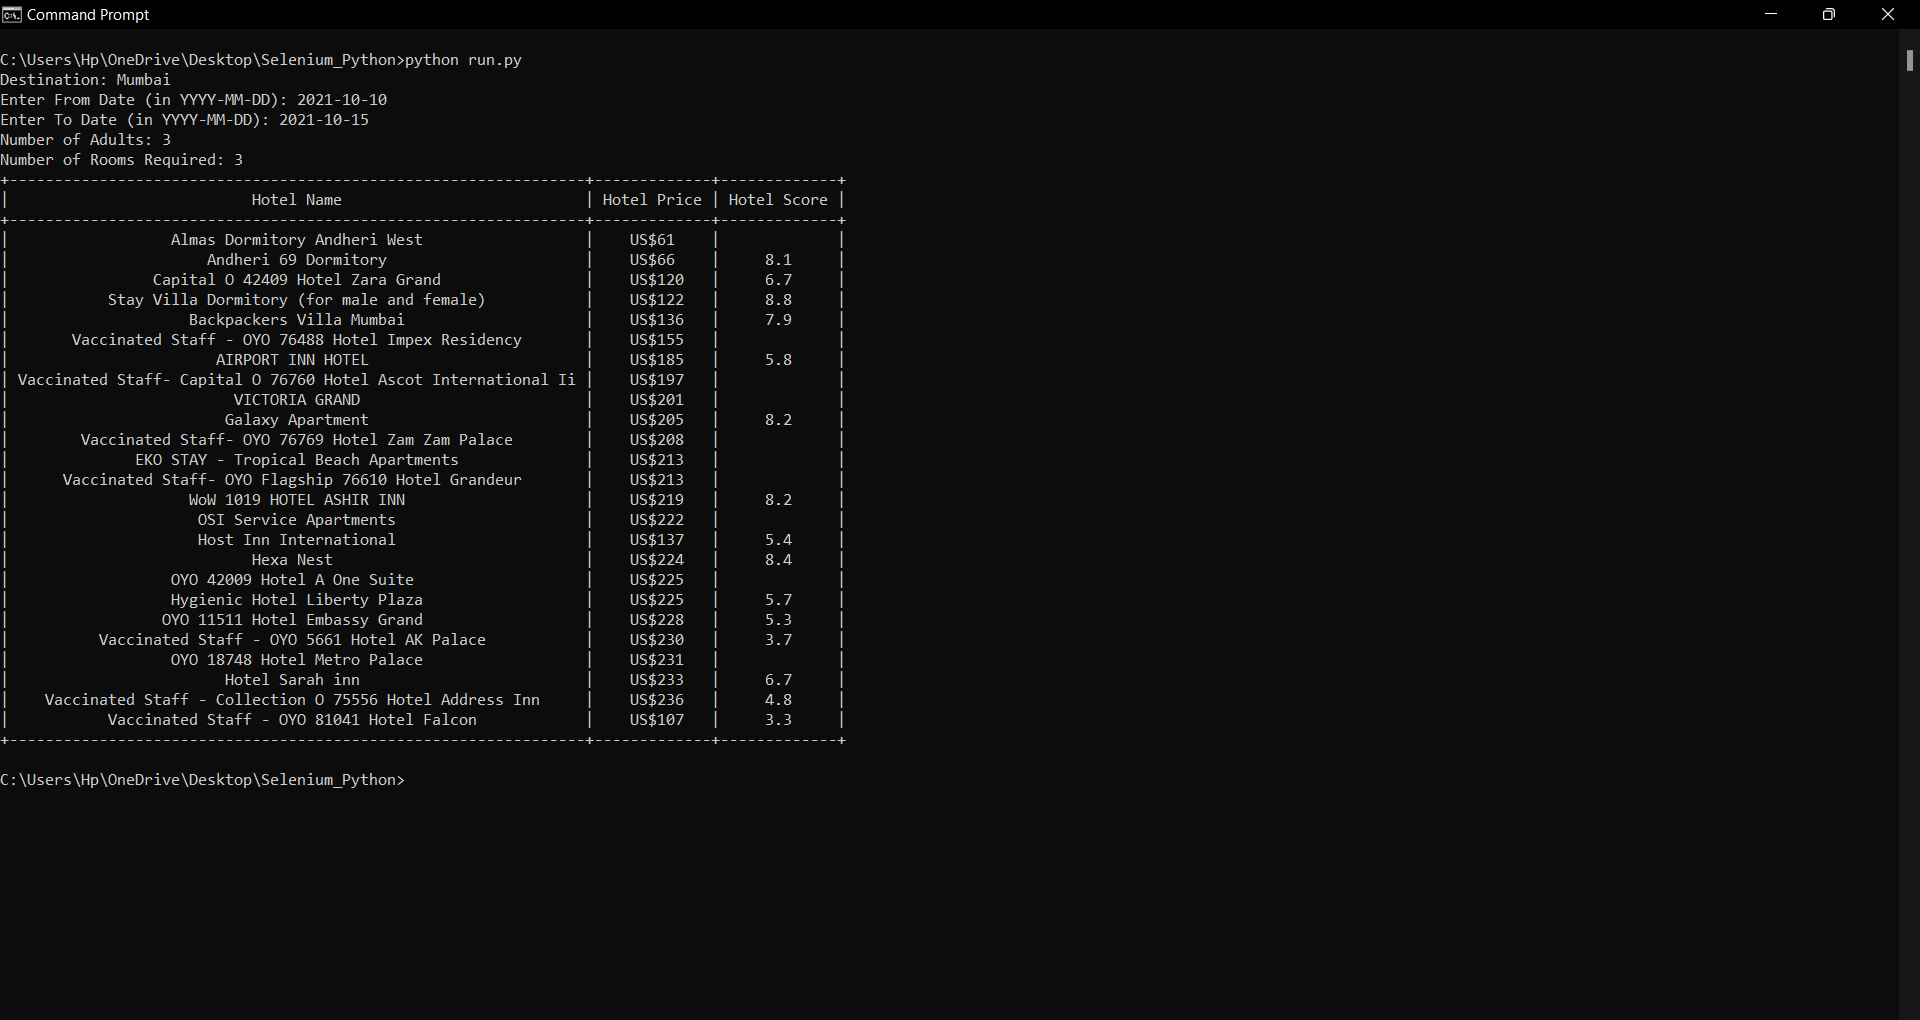 Command Prompt
C:\Users\Hp\OneDrive\Desktop\Selenium_Python>python run.py
Destination: Mumbai
Enter From Date (in YYYY-MM-DD): 2021-10-10
Enter To Date (in YYYY-MM-DD): 2021-10-15
Number of Adults: 3
Number of Rooms Required: 3
+----------------------------------------------------------------+-------------+-------------+
| Hotel Name | Hotel Price | Hotel Score |
+----------------------------------------------------------------+-------------+-------------+
| Almas Dormitory Andheri West | US$61 | |
| Andheri 69 Dormitory | US$66 | 8.1 |
| Capital O 42409 Hotel Zara Grand | US$120 | 6.7 |
| Stay Villa Dormitory (for male and female) | US$122 | 8.8 |
| Backpackers Villa Mumbai | US$136 | 7.9 |
| Vaccinated Staff - OYO 76488 Hotel Impex Residency | US$155 | |
| AIRPORT INN HOTEL | US$185 | 5.8 |
| Vaccinated Staff- Capital O 76760 Hotel Ascot International Ii | US$197 | |
| VICTORIA GRAND | US$201 | |
| Galaxy Apartment | US$205 | 8.2 |
| Vaccinated Staff- OYO 76769 Hotel Zam Zam Palace | US$208 | |
| EKO STAY - Tropical Beach Apartments | US$213 | |
| Vaccinated Staff- OYO Flagship 76610 Hotel Grandeur | US$213 | |
| WoW 1019 HOTEL ASHIR INN | US$219 | 8.2 |
| OSI Service Apartments | US$222 | |
| Host Inn International | US$137 | 5.4 |
| Hexa Nest | US$224 | 8.4 |
| OYO 42009 Hotel A One Suite | US$225 | |
| Hygienic Hotel Liberty Plaza | US$225 | 5.7 |
| OYO 11511 Hotel Embassy Grand | US$228 | 5.3 |
| Vaccinated Staff - OYO 5661 Hotel AK Palace | US$230 | 3.7 |
| OYO 18748 Hotel Metro Palace | US$231 | |
| Hotel Sarah inn | US$233 | 6.7 |
| Vaccinated Staff - Collection O 75556 Hotel Address Inn | US$236 | 4.8 |
| Vaccinated Staff - OYO 81041 Hotel Falcon | US$107 | 3.3 |
+----------------------------------------------------------------+-------------+-------------+
C:\Users\Hp\OneDrive\Desktop\Selenium_Python>